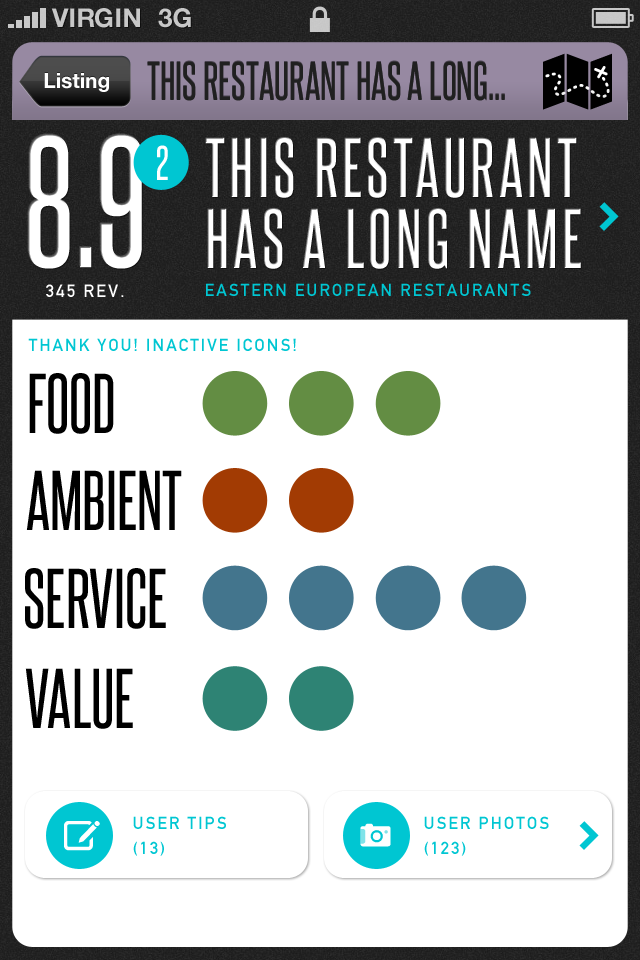 VIRGIN 3G
Listing
THIS RESTAURANT HAS A LONG...
8.9
2
THIS RESTAURANT
HAS A LONG NAME
345 REV.
EASTERN EUROPEAN RESTAURANTS
THANK YOU! INACTIVE ICONS!
FOOD
AMBIENT
SERVICE
VALUE
USER TIPS
(13)
USER PHOTOS
(123)